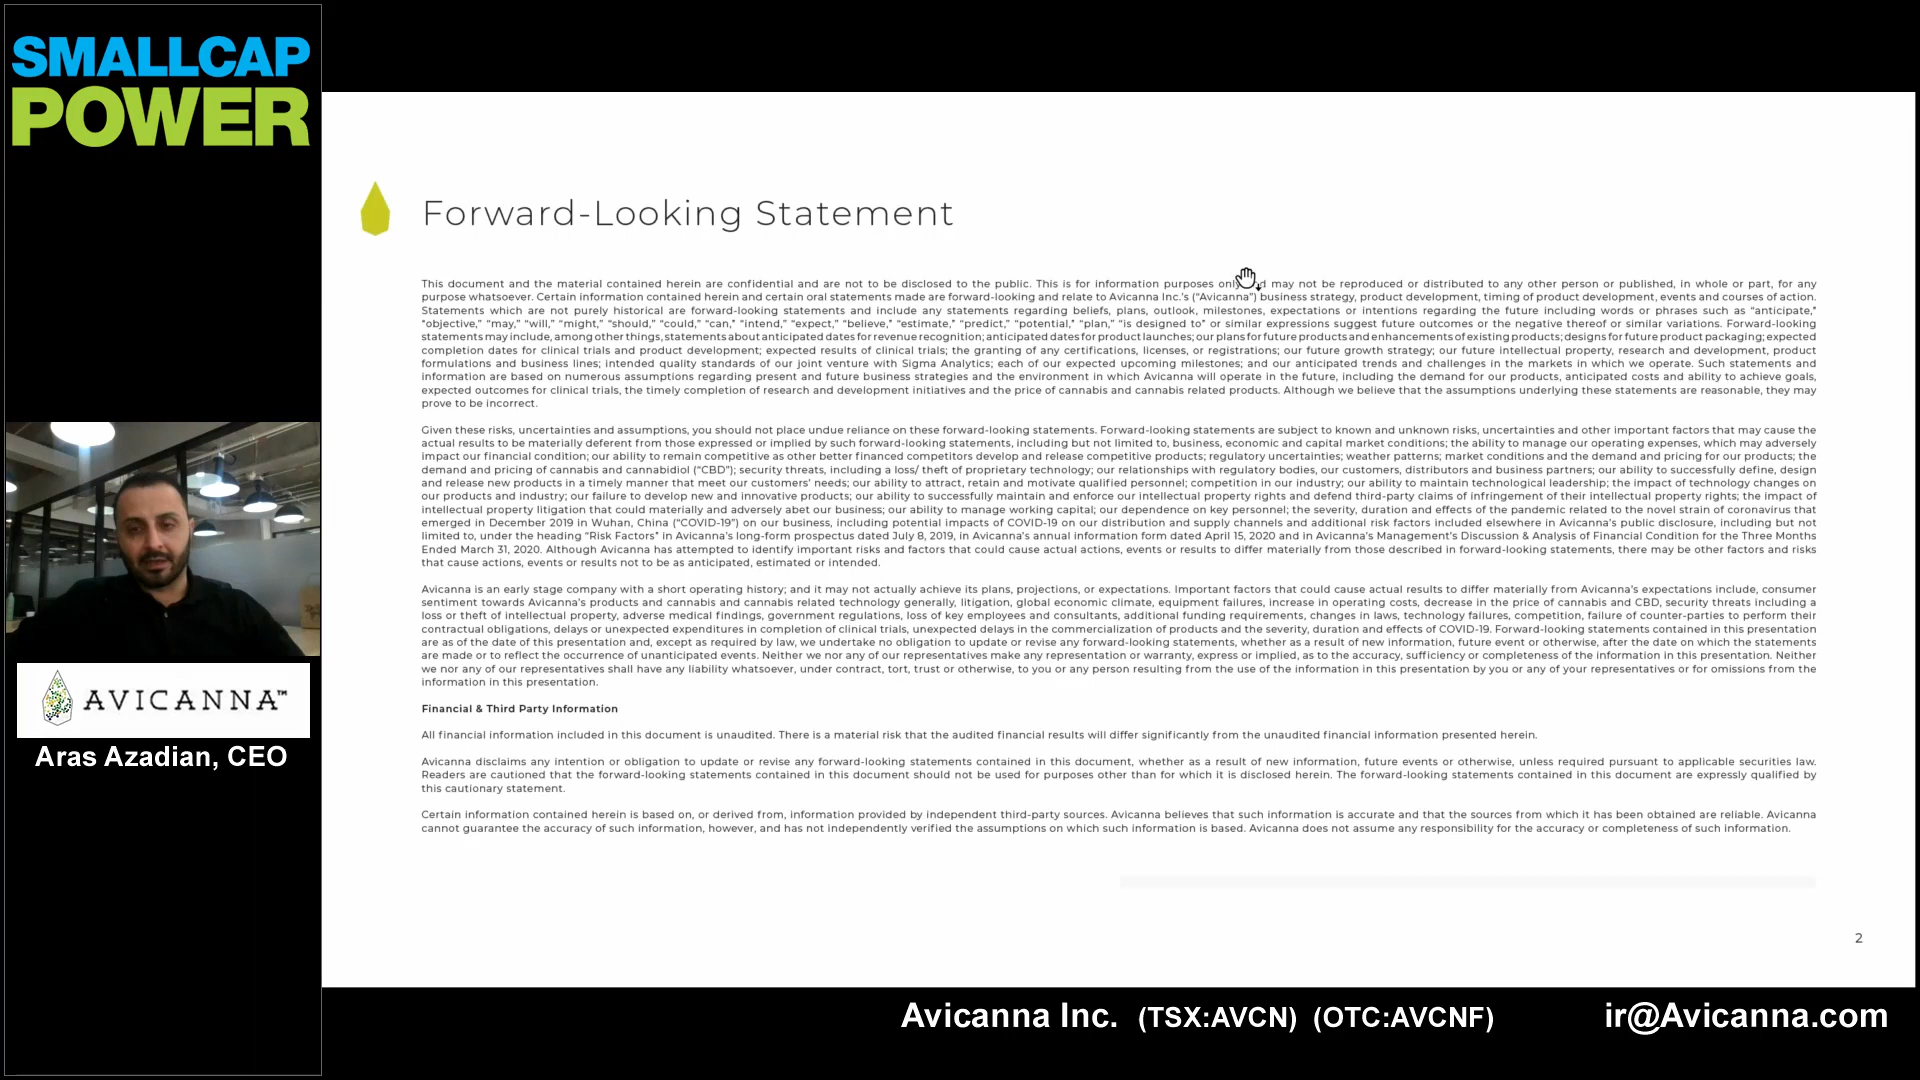 SMALLCAP
POWER
AVICANNA™
Aras Azadian, CEO
Forward-Looking Statement
This document and the material contained herein are confidential and are not to be disclosed to the public. This is for information purposes only may not be reproduced or distributed to any other person or published, in whole or part, for any
purpose whatsoever. Certain information contained herein and certain oral statements made are forward-looking and relate to Avicanna Inc.'s ("Avicanna") business strategy, product development, timing of product development, events and courses of action.
Statements which are not purely historical are forward-looking statements and include any statements regarding beliefs, plans, outlook, milestones, expectations or intentions regarding the future including words or phrases such as "anticipate,"
"objective," "may," "will," "might," "should," "could," "can," "intend," "expect," "believe," "estimate," "predict," "potential," "plan," "is designed to" or similar expressions suggest future outcomes or the negative thereof or similar variations. Forward-looking
statements may include, among other things, statements about anticipated dates for revenue recognition; anticipated dates for product launches; our plans for future products and enhancements of existing products; designs for future product packaging; expected
completion dates for clinical trials and product development; expected results of clinical trials; the granting of any certifications, licenses, or registrations; our future growth strategy; our future intellectual property, research and development, product
formulations and business lines; intended quality standards of our joint venture with Sigma Analytics; each of our expected upcoming milestones; and our anticipated trends and challenges in the markets in which we operate. Such statements and
information are based on numerous assumptions regarding present and future business strategies and the environment in which Avicanna will operate in the future, including the demand for our products, anticipated costs and ability to achieve goals,
expected outcomes for clinical trials, the timely completion of research and development initiatives and the price of cannabis and cannabis related products. Although we believe that the assumptions underlying these statements are reasonable, they may
prove to be incorrect.
Given these risks, uncertainties and assumptions, you should not place undue reliance on these forward-looking statements. Forward-looking statements are subject to known and unknown risks, uncertainties and other important factors that may cause the
actual results to be materially deferent from those expressed or implied by such forward-looking statements, including but not limited to, business, economic and capital market conditions; the ability to manage our operating expenses, which may adversely
impact our financial condition; our ability to remain competitive as other better financed competitors develop and release competitive products; regulatory uncertainties; weather patterns; market conditions and the demand and pricing for our products; the
demand and pricing of cannabis and cannabidiol ("CBD"); security threats, including a loss/ theft of proprietary technology; our relationships with regulatory bodies, our customers, distributors and business partners; our ability to successfully define, design
and release new products in a timely manner that meet our customers' needs; our ability to attract, retain and motivate qualified personnel; competition in our industry; our ability to maintain technological leadership; the impact of technology changes on
our products and industry; our failure to develop new and innovative products; our ability to successfully maintain and enforce our intellectual property rights and defend third-party claims of infringement of their intellectual property rights; the impact of
intellectual property litigation that could materially and adversely abet our business; our ability to manage working capital; our dependence on key personnel; the severity, duration and effects of the pandemic related to the novel strain of coronavirus that
emerged in December 2019 in Wuhan, China ("COVID-19") on our business, including potential impacts of COVID-19 on our distribution and supply channels and additional risk factors included elsewhere in Avicanna's public disclosure, including but not
limited to, under the heading "Risk Factors" in Avicanna's long-form prospectus dated July 8, 2019, in Avicanna's annual information form dated April 15, 2020 and in Avicanna's Management's Discussion & Analysis of Financial Condition for the Three Months
Ended March 31, 2020. Although Avicanna has attempted to identify important risks and factors that could cause actual actions, events or results to differ materially from those described in forward-looking statements, there may be other factors and risks
that cause actions, events or results not to be as anticipated, estimated or intended.
Avicanna is an early stage company with a short operating history; and it may not actually achieve its plans, projections, or expectations. Important factors that could cause actual results to differ materially from Avicanna's expectations include, consumer
sentiment towards Avicanna's products and cannabis and cannabis related technology generally, litigation, global economic climate, equipment failures, increase in operating costs, decrease in the price of cannabis and CBD, security threats including a
loss or theft of intellectual property, adverse medical findings, government regulations, loss of key employees and consultants, additional funding requirements, changes in laws, technology failures, competition, failure of counter-parties to perform their
contractual obligations, delays or unexpected expenditures in completion of clinical trials, unexpected delays in the commercialization of products and the severity, duration and effects of COVID-19. Forward-looking statements contained in this presentation
are as of the date of this presentation and, except as required by law, we undertake no obligation to update or revise any forward-looking statements, whether as a result of new information, future event or otherwise, after the date on which the statements
are made or to reflect the occurrence of unanticipated events. Neither we nor any of our representatives make any representation or warranty, express or implied, as to the accuracy, sufficiency or completeness of the information in this presentation. Neither
we nor any of our representatives shall have any liability whatsoever, under contract, tort, trust or otherwise, to you or any person resulting from the use of the information in this presentation by you or any of your representatives or for omissions from the
information in this presentation.
Financial & Third Party Information
All financial information included in this document is unaudited. There is a material risk that the audited financial results will differ significantly from the unaudited financial information presented herein.
Avicanna disclaims any intention or obligation to update or revise any forward-looking statements contained in this document, whether as a result of new information, future events or otherwise, unless required pursuant to applicable securities law.
Readers are cautioned that the forward-looking statements contained in this document should not be used for purposes other than for which it is disclosed herein. The forward-looking statements contained in this document are expressly qualified by
this cautionary statement.
Certain information contained herein is based on, or derived from, information provided by independent third-party sources. Avicanna believes that such information is accurate and that the sources from which it has been obtained are reliable. Avicanna
cannot guarantee the accuracy of such information, however, and has not independently verified the assumptions on which such information is based. Avicanna does not assume any responsibility for the accuracy or completeness of such information.
2
Avicanna Inc. (TSX:AVCN) (OTC:AVCNF) ir@Avicanna.com